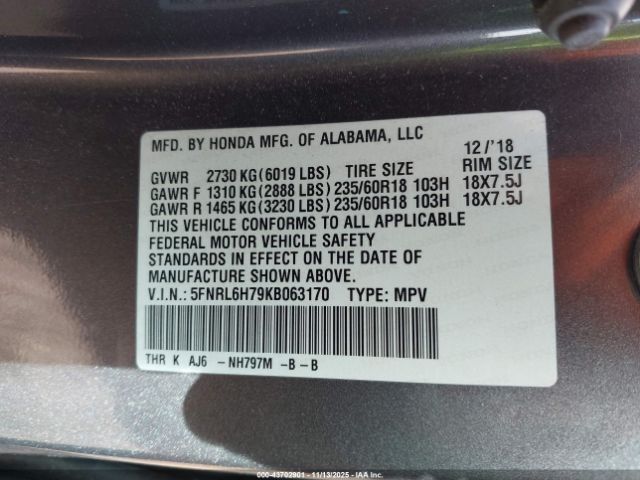 MFD. BY HONDA MFG. OF ALABAMA, LLC 12/'18
GVWR 2730 KG(6019 LBS) TIRE SIZE RIM SIZE
GAWR F 1310 KG(2888 LBS) 235/60R18 103H 18X7.5J
GAWR R 1465 KG(3230 LBS) 235/60R18 103H 18X7.5J
THIS VEHICLE CONFORMS TO ALL APPLICABLE
FEDERAL MOTOR VEHICLE SAFETY
STANDARDS IN EFFECT ON THE DATE OF
MANUFACTURE SHOWN ABOVE.
V.I.N.: 5FNRL6H79KB063170 TYPE: MPV
THR K AJ6 -NH797M -B-B
000-43702901 - 11/13/2025 - Copyright IAA, Inc